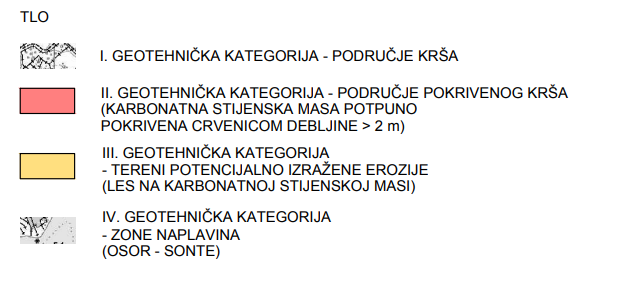 TLO
I. GEOTEHNIČKA KATEGORIJA - PODRUČJE KRŠA
II. GEOTEHNIČKA KATEGORIJA - PODRUČJE POKRIVENOG KRŠA
(KARBONATNA STIJENSKA MASA POTPUNO
POKRIVENA CRVENICOM DEBLJINE > 2 m)
III. GEOTEHNIČKA KATEGORIJA
- TERENI POTENCIJALNO IZRAŽENE EROZIJE
(LES NA KARBONATNOJ STIJENSKOJ MASI)
IV. GEOTEHNIČKA KATEGORIJA
- ZONE NAPLAVINA
(OSOR - SONTE)